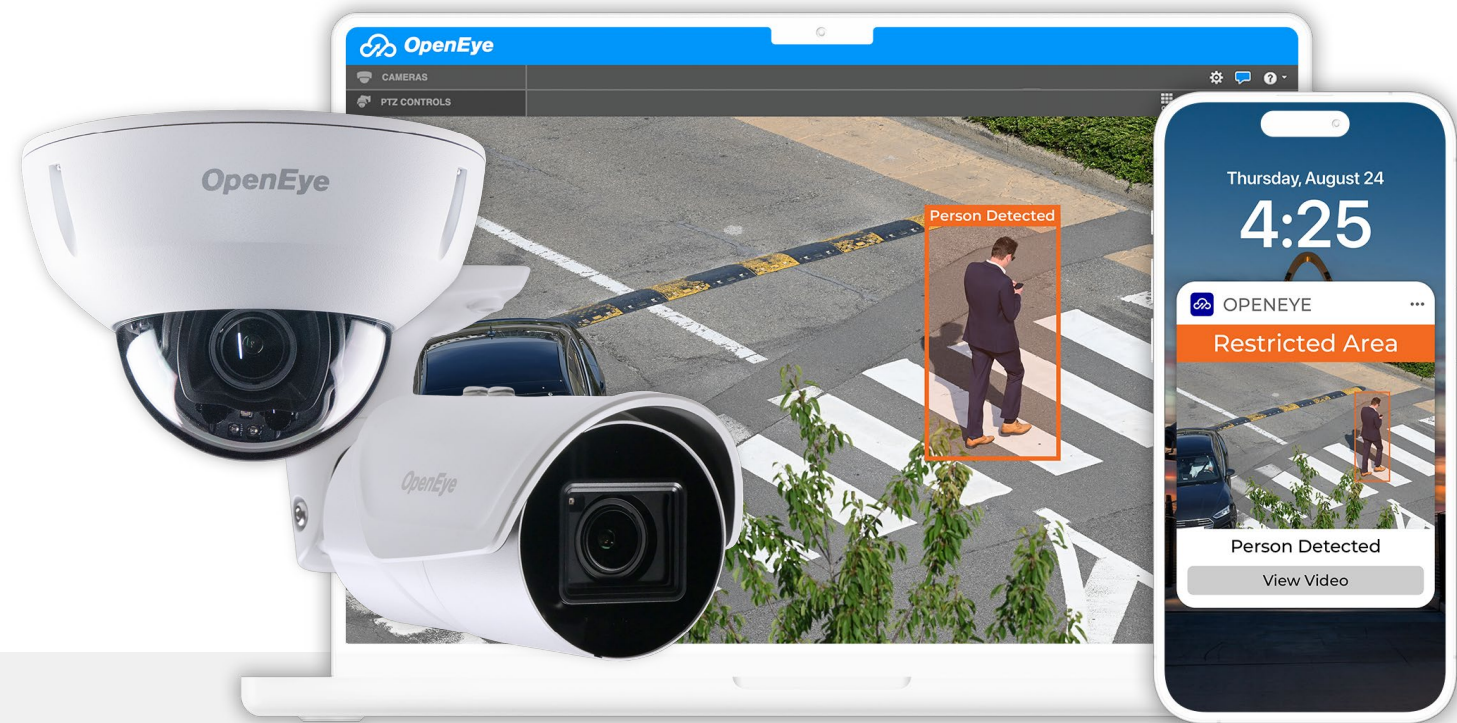 OpenEye
CAMERAS
PTZ CONTROLS
OpenEye
OpenEye
Person Detected
Thursday, August 24
4:25
OPENEYE
Restricted Area
Person Detected
View Video